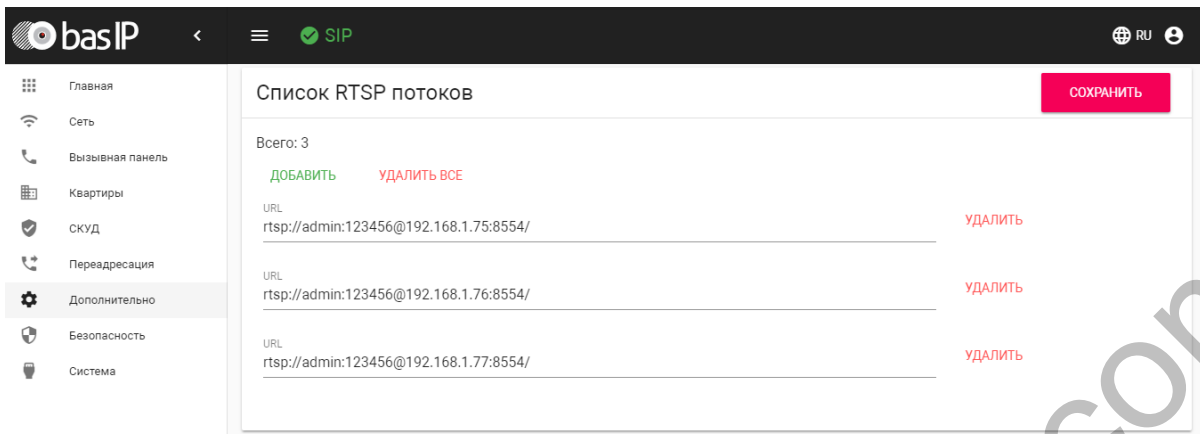 bas IP
SIP
RU
Главная
Сеть
Вызывная панель
Квартиры
СКУД
Переадресация
Дополнительно
Безопасность
Система
Список RTSP потоков
СОХРАНИТЬ
Всего: 3
ДОБАВИТЬ УДАЛИТЬ ВСЕ
URL
rtsp://admin:123456@192.168.1.75:8554/
УДАЛИТЬ
URL
rtsp://admin:123456@192.168.1.76:8554/
УДАЛИТЬ
URL
rtsp://admin:123456@192.168.1.77:8554/
УДАЛИТЬ